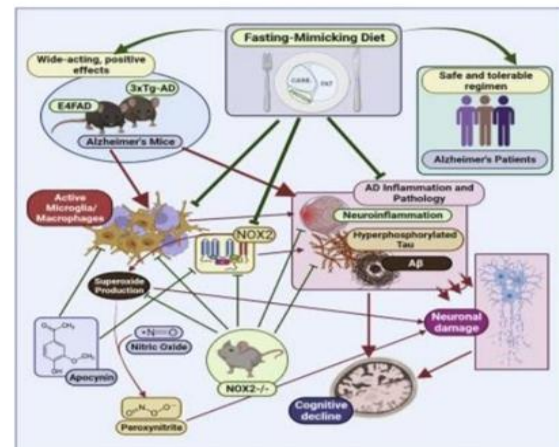 Fasting-Mimicking Diet
Wide-acting, positive
effects
3xTg-AD
E4FAD
Alzheimer's Mice
CARB.
FAT
Safe and tolerable
regimen
Alzheimer's Patients
Active
Microglia/
Macrophages
NOX2
AD Inflammation and
Pathology
Neuroinflammation
Hyperphosphorylated
Tau
Aβ
Superoxide
Production
•N=O
Nitric Oxide
Apocynin
NOX2-/-
Neuronal
damage
Peroxynitrite
Cognitive
decline